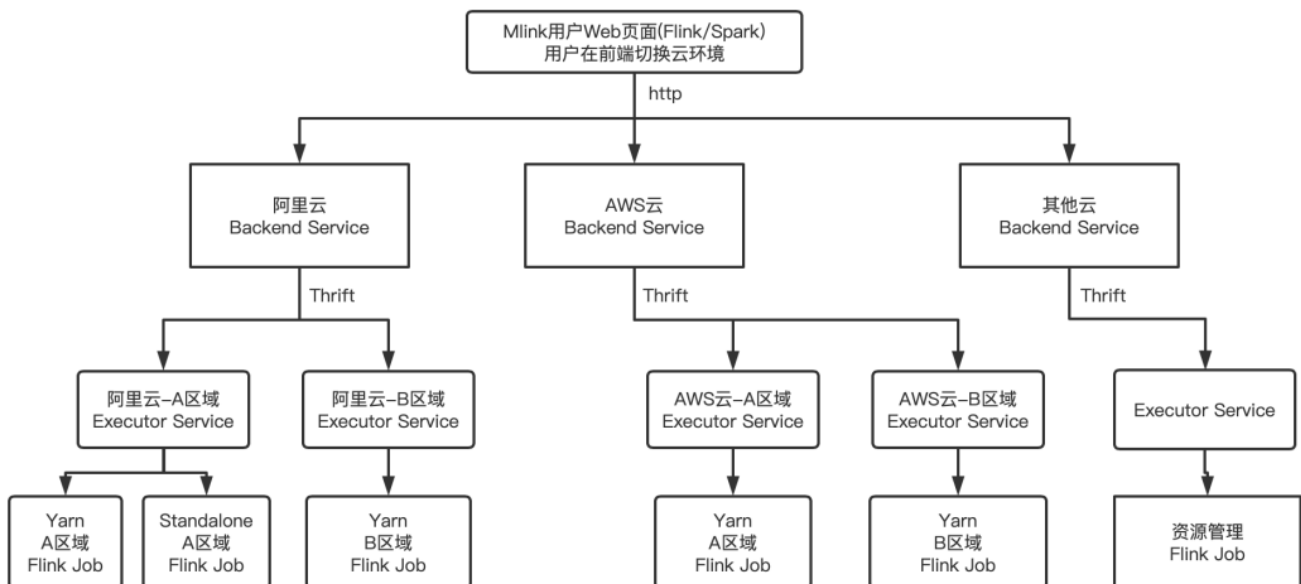 Mlink用户Web页面(Flink/Spark)
用户在前端切换云环境
http
阿里云
Backend Service
AWS云
Backend Service
其他云
Backend Service
Thrift
Thrift
Thrift
阿里云-A区域
Executor Service
阿里云-B区域
Executor Service
AWS云-A区域
Executor Service
AWS云-B区域
Executor Service
Executor Service
Yarn
A区域
Flink Job
Standalone
A区域
Flink Job
Yarn
B区域
Flink Job
Yarn
A区域
Flink Job
Yarn
B区域
Flink Job
资源管理
Flink Job